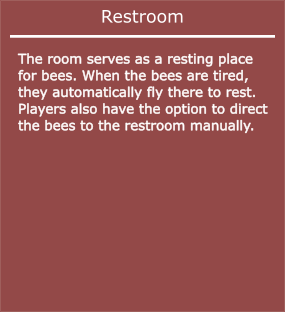 Restroom
The room serves as a resting place
for bees. When the bees are tired,
they automatically fly there to rest.
Players also have the option to direct
the bees to the restroom manually.